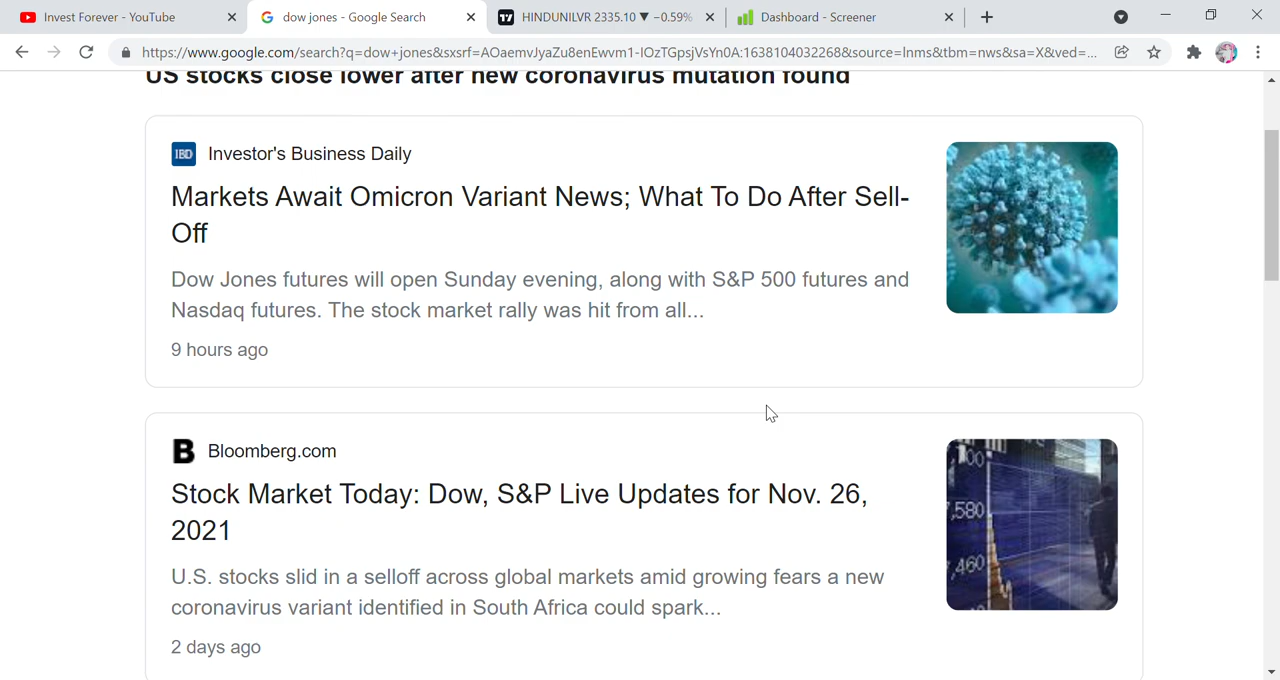 Invest Forever - YouTube
dow jones - Google Search
HINDUNILVR 2335.10 ▼ −0.59%
Dashboard - Screener
https://www.google.com/search?q=dow+jones&sxsrf=AOaemvJyaZu8enEwvm1-IOzTGpsjVsYn0A:1638104032268&source=lnms&tbm=nws&sa=X&ved=...
US stocks close lower after new coronavirus mutation found
IBD Investor's Business Daily
Markets Await Omicron Variant News; What To Do After Sell-
Off
Dow Jones futures will open Sunday evening, along with S&P 500 futures and
Nasdaq futures. The stock market rally was hit from all...
9 hours ago
B Bloomberg.com
Stock Market Today: Dow, S&P Live Updates for Nov. 26,
2021
U.S. stocks slid in a selloff across global markets amid growing fears a new
coronavirus variant identified in South Africa could spark...
2 days ago
,580
,460